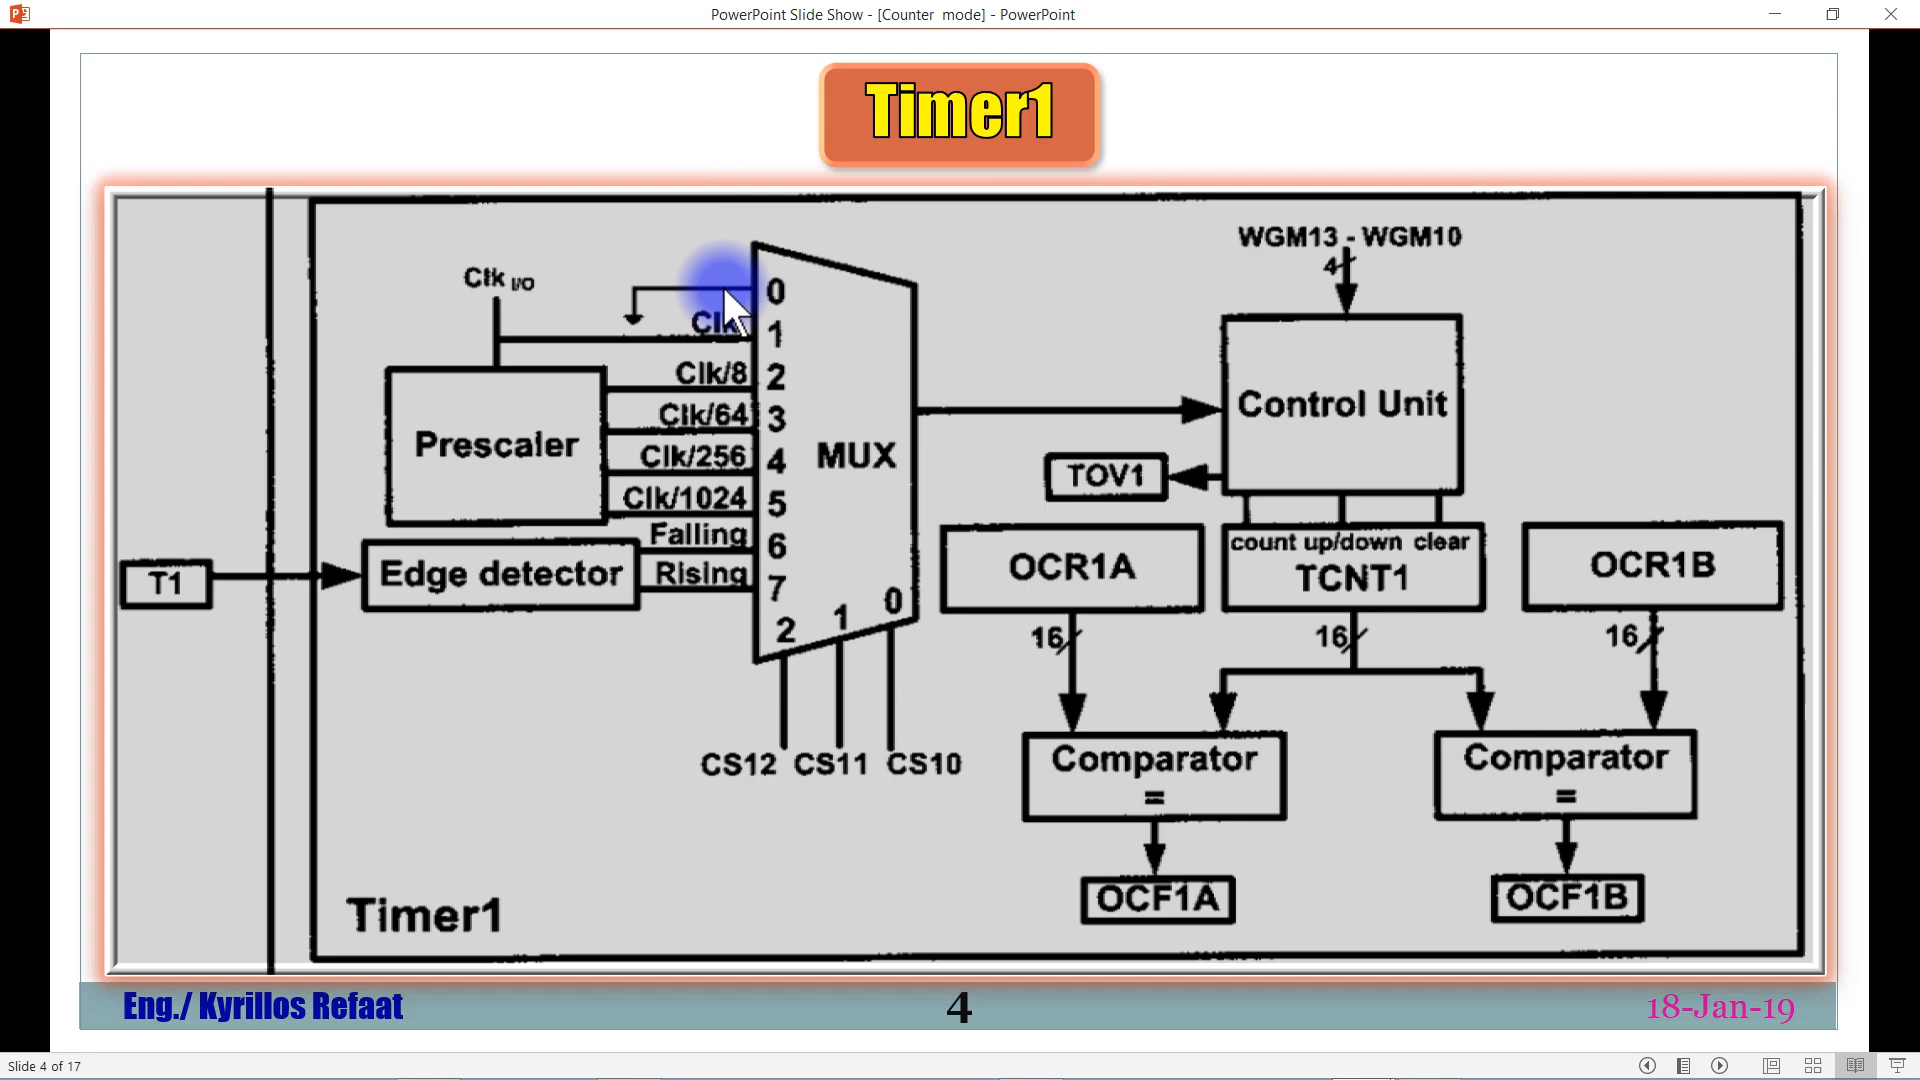 PowerPoint Slide Show - [Counter mode] - PowerPoint
Timer1
WGM13 - WGM10
4
Clk I/O
0
Clk
1
Clk/8
2
Clk/64
3
Clk/256
4
Clk/1024
5
Falling
6
Rising
7
Prescaler
MUX
Control Unit
TOV1
T1
Edge detector
2 1 0
CS12 CS11 CS10
OCR1A
count up/down clear
TCNT1
OCR1B
16
16
16
Comparator
=
Comparator
=
OCF1A
OCF1B
Timer1
Eng./ Kyrillos Refaat
4
18-Jan-19
Slide 4 of 17